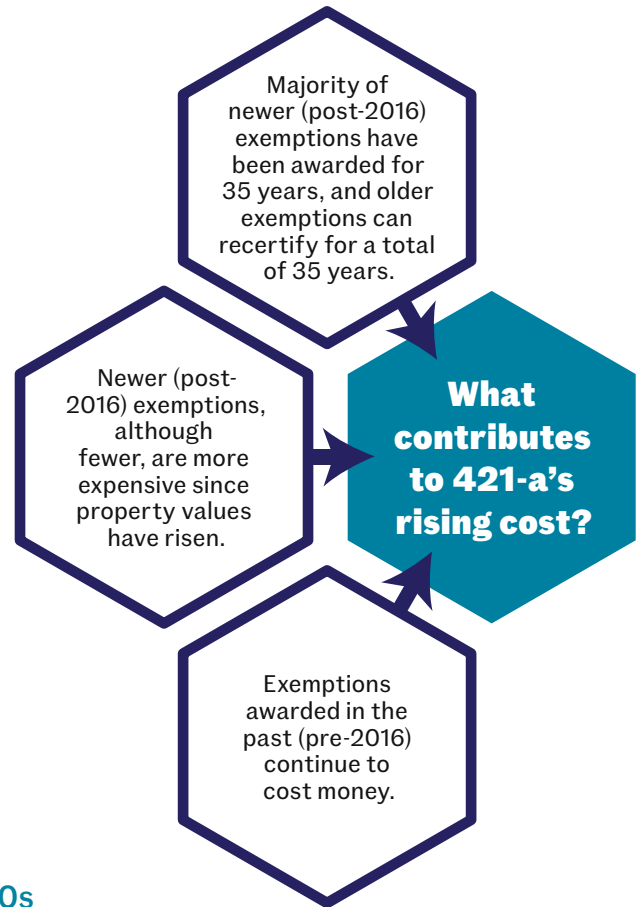 Majority of
newer (post-2016)
exemptions have
been awarded for
35 years, and older
exemptions can
recertify for a total
of 35 years.
Newer (post-
2016) exemptions,
although
fewer, are more
expensive since
property values
have risen.
What
contributes
to 421-a’s
rising cost?
Exemptions
awarded in the
past (pre-2016)
continue to
cost money.
0s